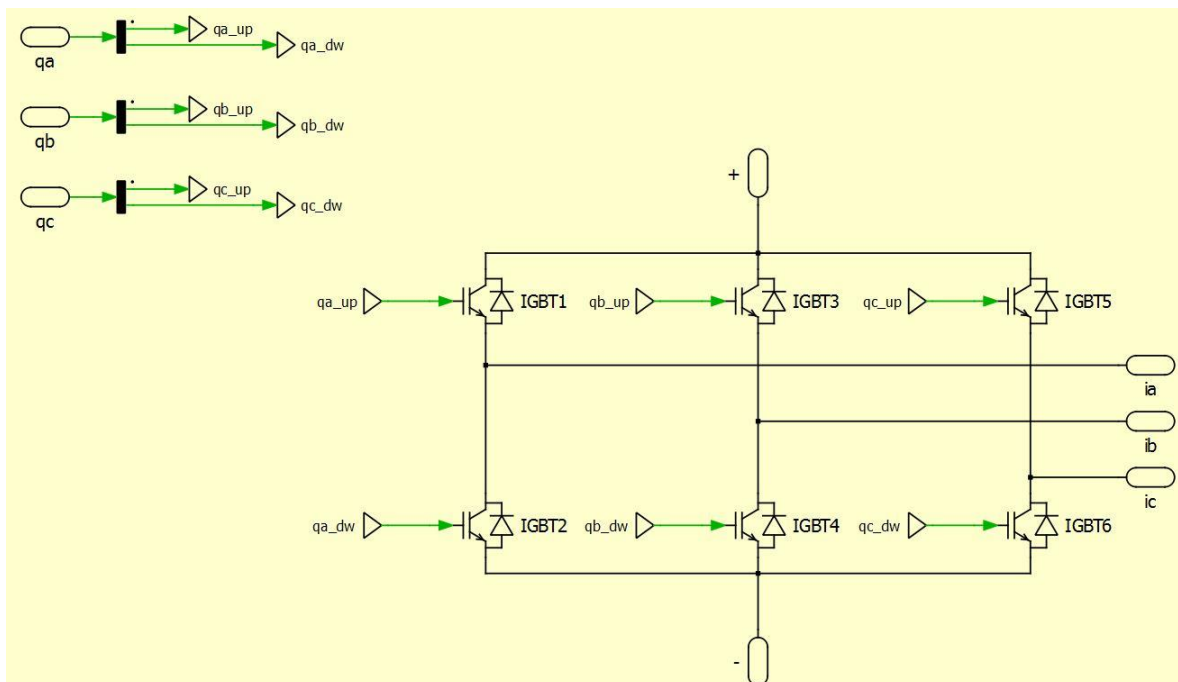 qa_up
qa_dw
qa
qb_up
qb_dw
qb
qc_up
qc_dw
qc
+
qa_up
IGBT1
qb_up
IGBT3
qc_up
IGBT5
ia
ib
ic
qa_dw
IGBT2
qb_dw
IGBT4
qc_dw
IGBT6
-